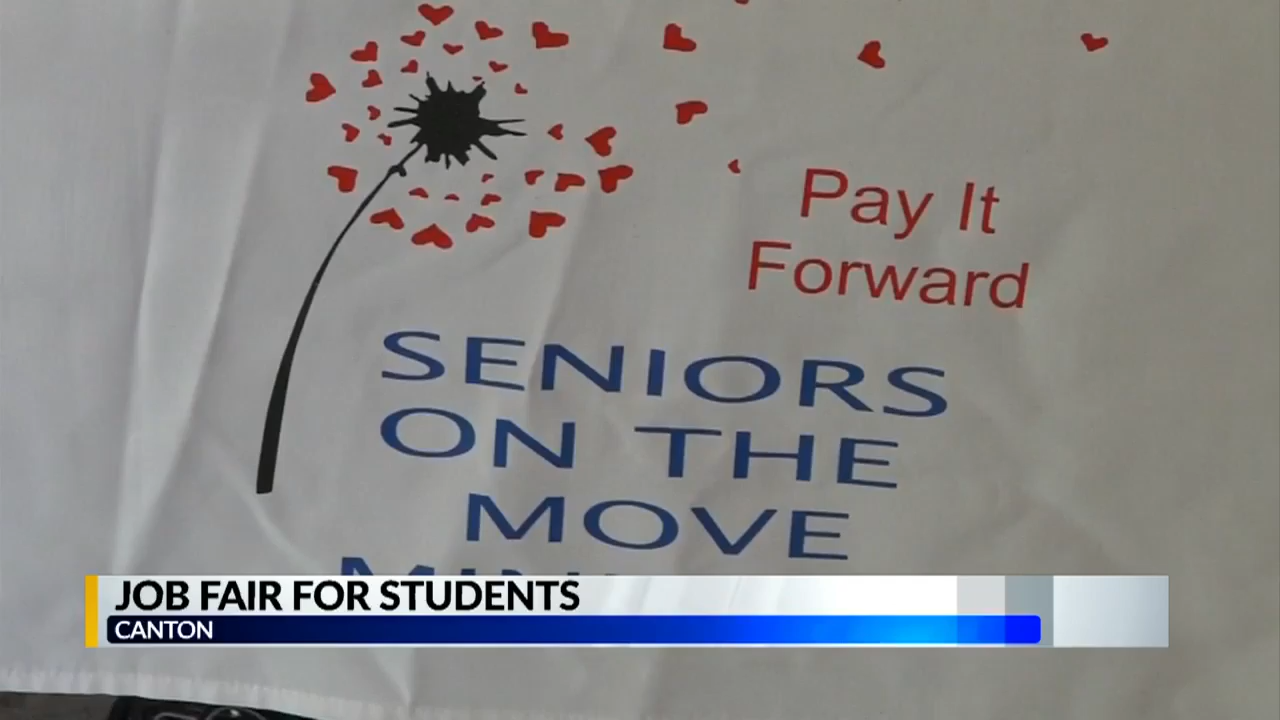 Pay It
Forward
SENIORS
ON THE
MOVE
JOB FAIR FOR STUDENTS
CANTON